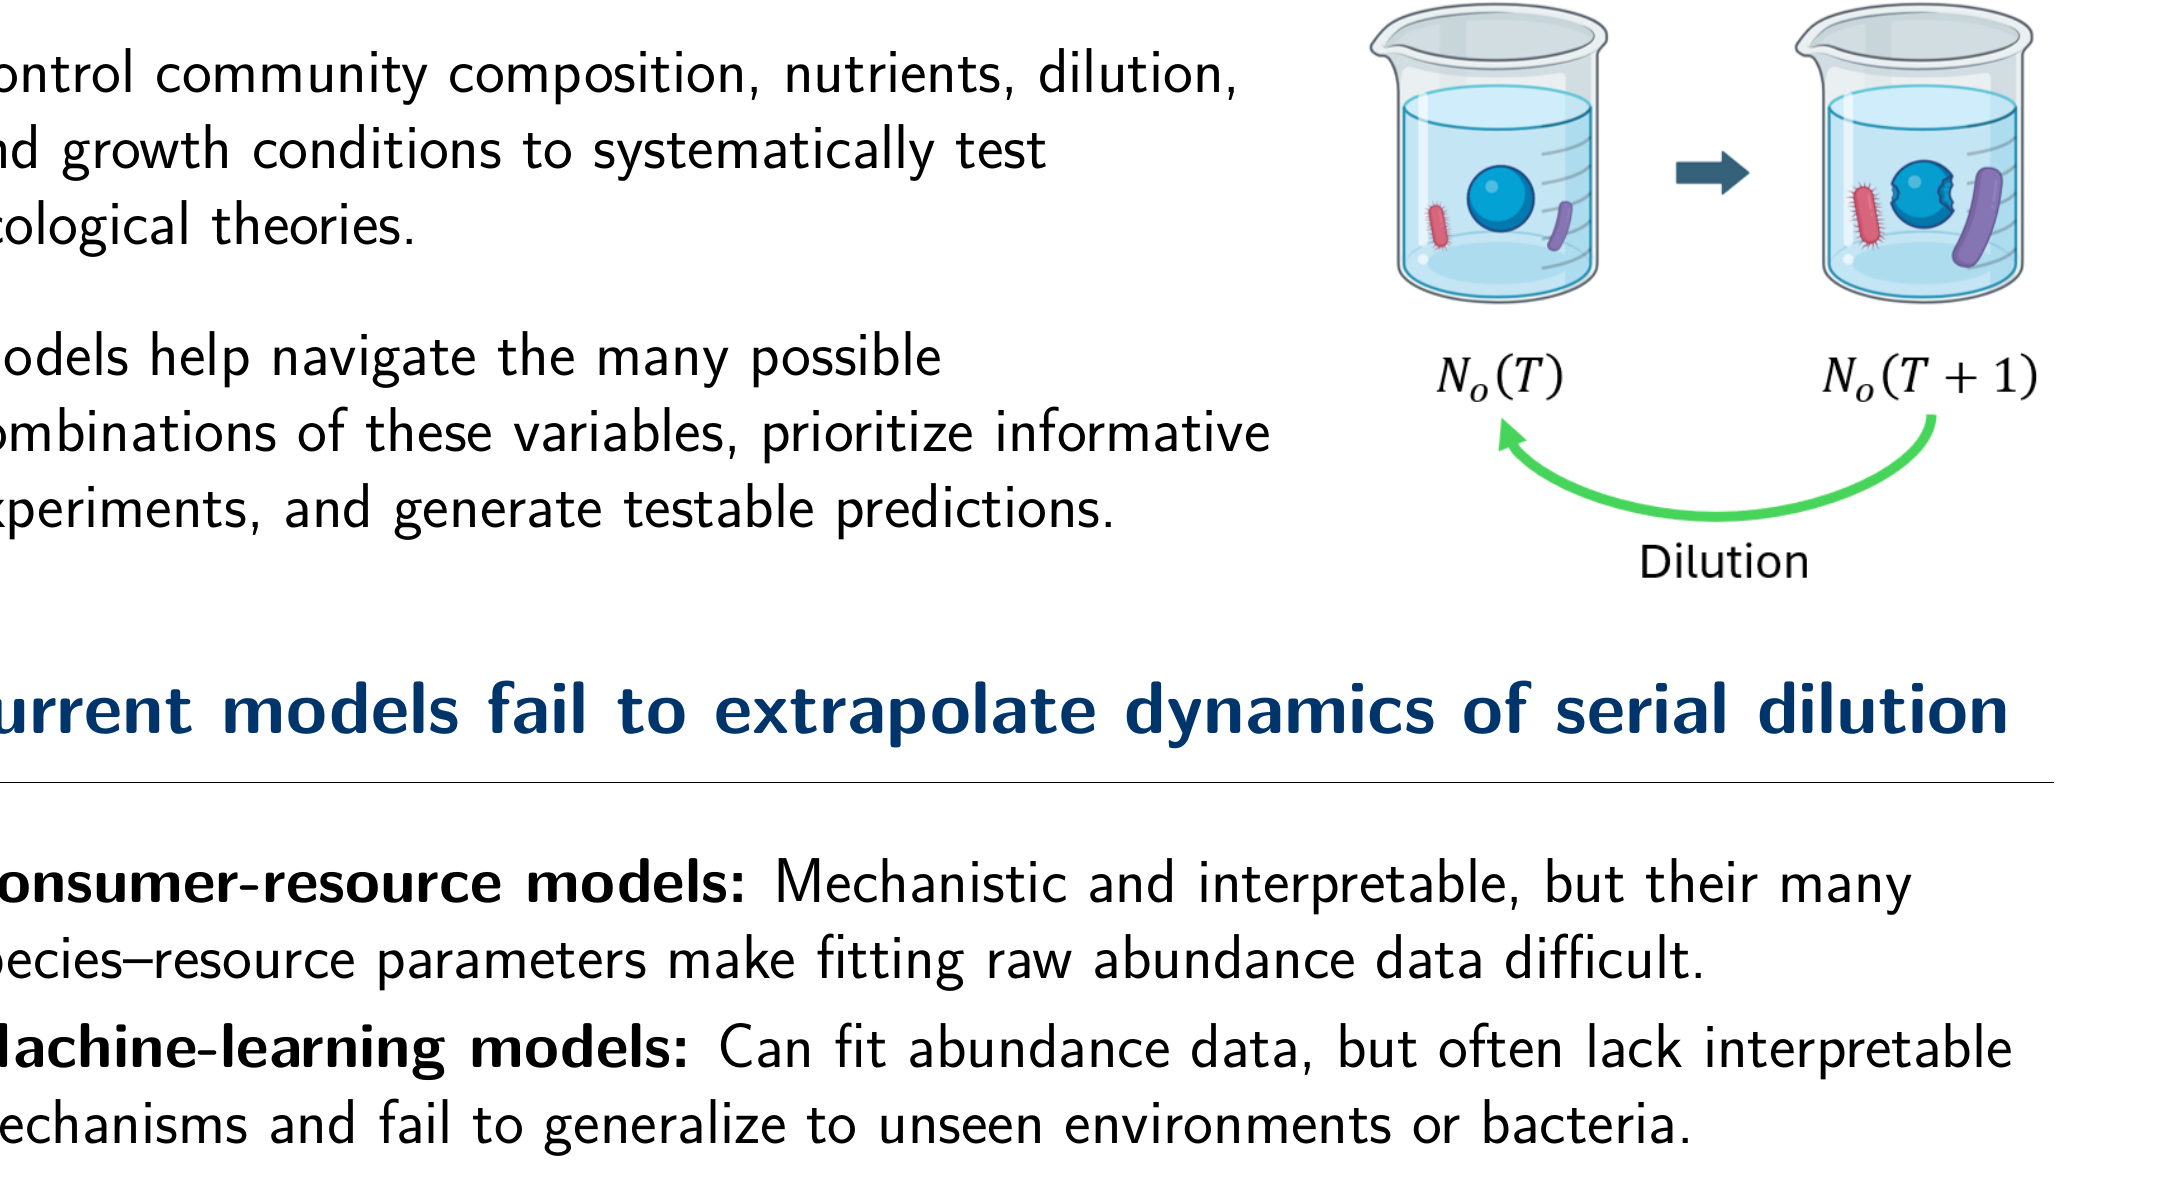 ontrol community composition, nutrients, dilution,
nd growth conditions to systematically test
cological theories.
odels help navigate the many possible
ombinations of these variables, prioritize informative
xperiments, and generate testable predictions.
N_o(T)
N_o(T + 1)
Dilution
urrent models fail to extrapolate dynamics of serial dilution
onsumer-resource models: Mechanistic and interpretable, but their many
pecies–resource parameters make fitting raw abundance data difficult.
Machine-learning models: Can fit abundance data, but often lack interpretable
echanisms and fail to generalize to unseen environments or bacteria.